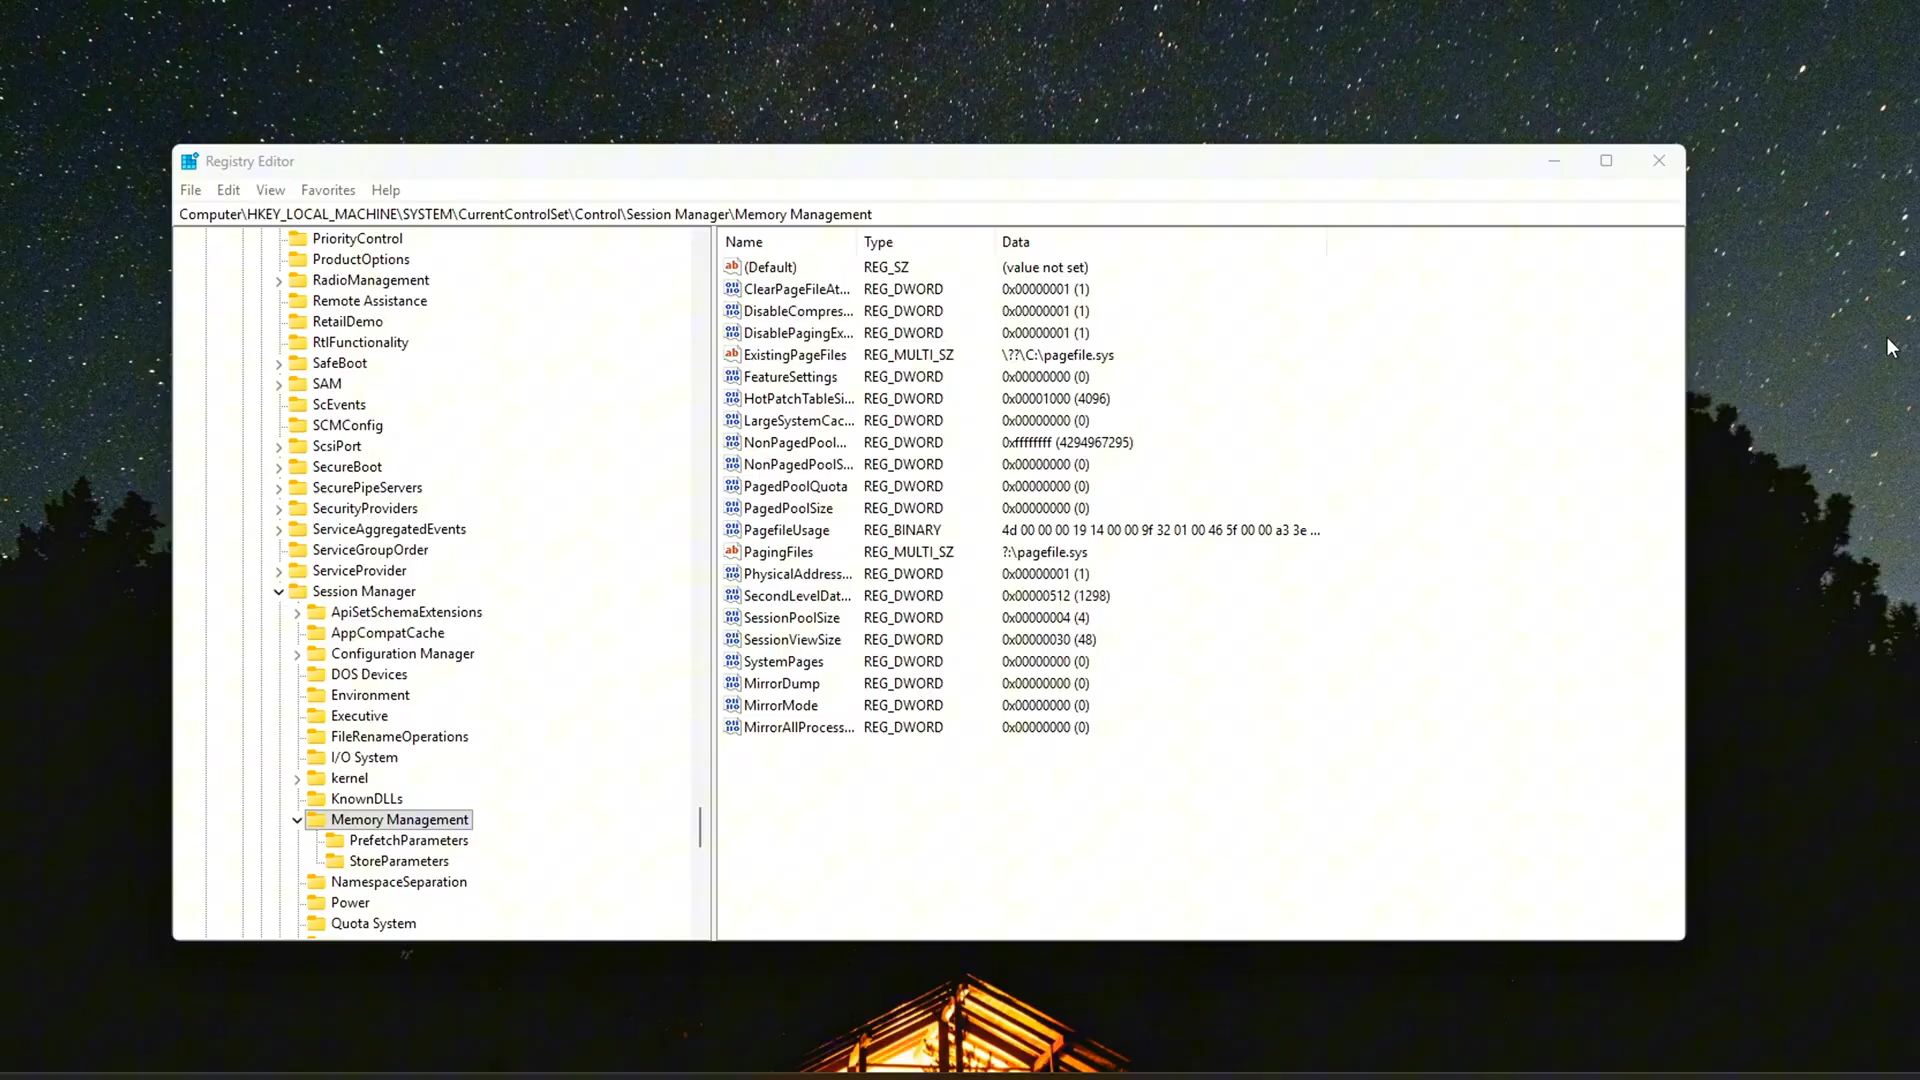 Registry Editor
File Edit View Favorites Help
Computer\HKEY_LOCAL_MACHINE\SYSTEM\CurrentControlSet\Control\Session Manager\Memory Management
PriorityControl
ProductOptions
RadioManagement
Remote Assistance
RetailDemo
RtlFunctionality
SafeBoot
SAM
ScEvents
SCMConfig
ScsiPort
SecureBoot
SecurePipeServers
SecurityProviders
ServiceAggregatedEvents
ServiceGroupOrder
ServiceProvider
Session Manager
ApiSetSchemaExtensions
AppCompatCache
Configuration Manager
DOS Devices
Environment
Executive
FileRenameOperations
I/O System
kernel
KnownDLLs
Memory Management
PrefetchParameters
StoreParameters
NamespaceSeparation
Power
Quota System
Name Type Data
(Default) REG_SZ (value not set)
ClearPageFileAt... REG_DWORD 0x00000001 (1)
DisableCompres... REG_DWORD 0x00000001 (1)
DisablePagingEx... REG_DWORD 0x00000001 (1)
ExistingPageFiles REG_MULTI_SZ \??\C:\pagefile.sys
FeatureSettings REG_DWORD 0x00000000 (0)
HotPatchTableSi... REG_DWORD 0x00001000 (4096)
LargeSystemCac... REG_DWORD 0x00000000 (0)
NonPagedPool... REG_DWORD 0xffffffff (4294967295)
NonPagedPoolS... REG_DWORD 0x00000000 (0)
PagedPoolQuota REG_DWORD 0x00000000 (0)
PagedPoolSize REG_DWORD 0x00000000 (0)
PagefileUsage REG_BINARY 4d 00 00 00 19 14 00 00 9f 32 01 00 46 5f 00 00 a3 3e ...
PagingFiles REG_MULTI_SZ ?:\pagefile.sys
PhysicalAddress... REG_DWORD 0x00000001 (1)
SecondLevelDat... REG_DWORD 0x00000512 (1298)
SessionPoolSize REG_DWORD 0x00000004 (4)
SessionViewSize REG_DWORD 0x00000030 (48)
SystemPages REG_DWORD 0x00000000 (0)
MirrorDump REG_DWORD 0x00000000 (0)
MirrorMode REG_DWORD 0x00000000 (0)
MirrorAllProcess... REG_DWORD 0x00000000 (0)